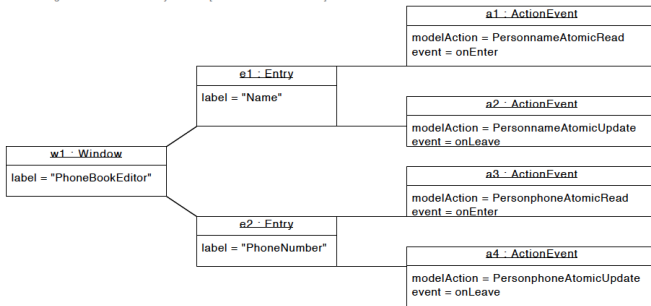 a1 : ActionEvent
modelAction = PersonnameAtomicRead
event = onEnter
e1 : Entry
label = "Name"
a2 : ActionEvent
modelAction = PersonnameAtomicUpdate
event = onLeave
w1 : Window
label = "PhoneBookEditor"
a3 : ActionEvent
modelAction = PersonphoneAtomicRead
event = onEnter
e2 : Entry
label = "PhoneNumber"
a4 : ActionEvent
modelAction = PersonphoneAtomicUpdate
event = onLeave